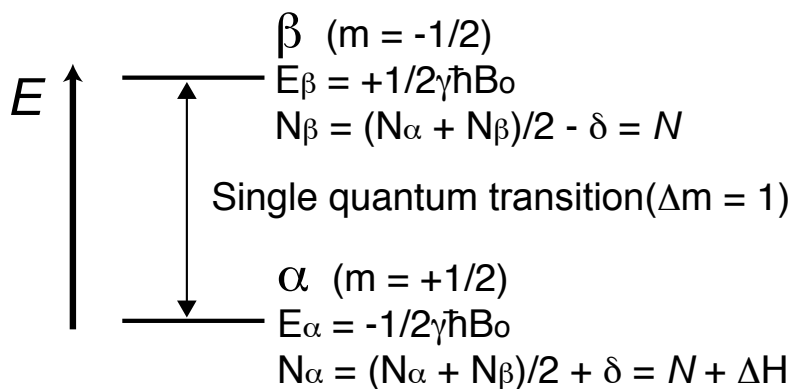 β (m = -1/2)
E
Eβ = +1/2γħBo
Nβ = (Nα + Nβ)/2 - δ = N
Single quantum transition(Δm = 1)
α (m = +1/2)
Eα = -1/2γħBo
Nα = (Nα + Nβ)/2 + δ = N + ΔH